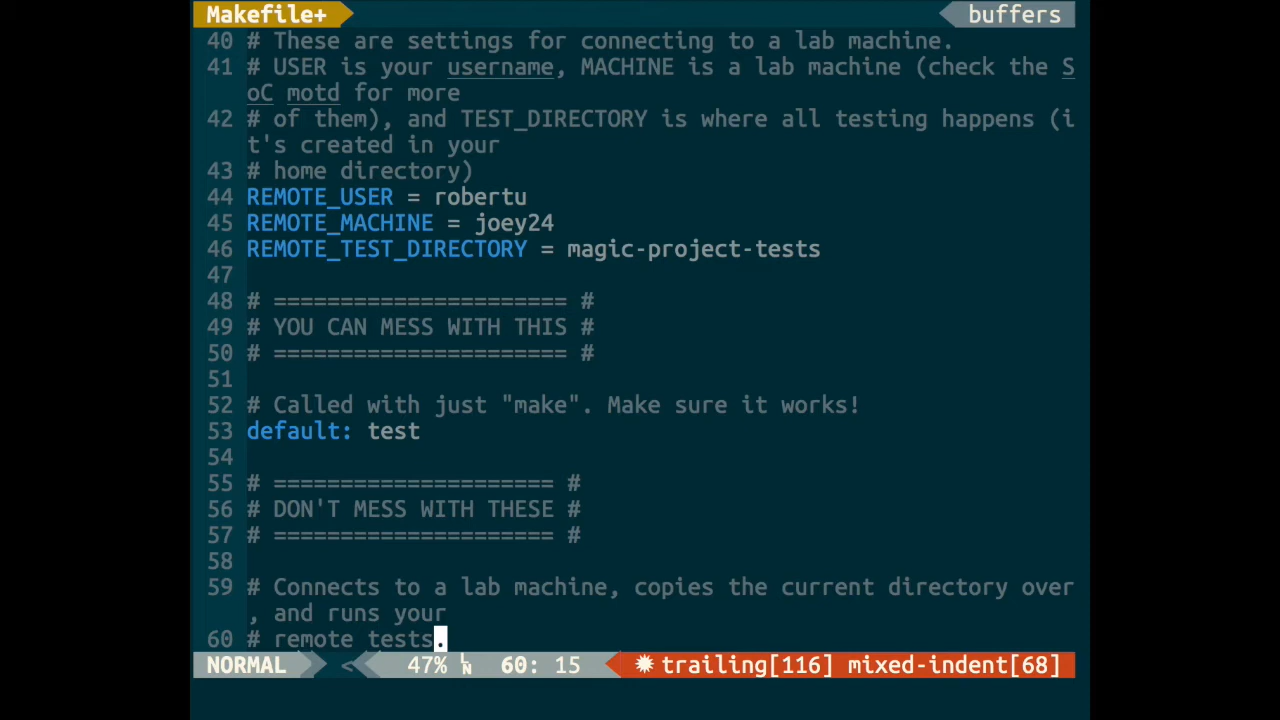 Makefile+ buffers
40 # These are settings for connecting to a lab machine.
41 # USER is your username, MACHINE is a lab machine (check the S
oC motd for more
42 # of them), and TEST_DIRECTORY is where all testing happens (i
t's created in your
43 # home directory)
44 REMOTE_USER = robertu
45 REMOTE_MACHINE = joey24
46 REMOTE_TEST_DIRECTORY = magic-project-tests
47
48 # ====================== #
49 # YOU CAN MESS WITH THIS #
50 # ====================== #
51
52 # Called with just "make". Make sure it works!
53 default: test
54
55 # ===================== #
56 # DON'T MESS WITH THESE #
57 # ===================== #
58
59 # Connects to a lab machine, copies the current directory over
, and runs your
60 # remote tests.
NORMAL < 47% LN 60: 15 ✹ trailing[116] mixed-indent[68]